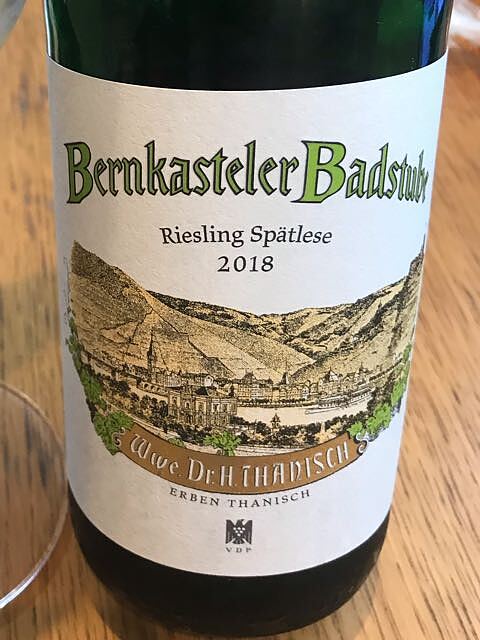 Bernkasteler Badstube
Riesling Spätlese
2018
Wwe. Dr. H. THANISCH
ERBEN THANISCH
VDP